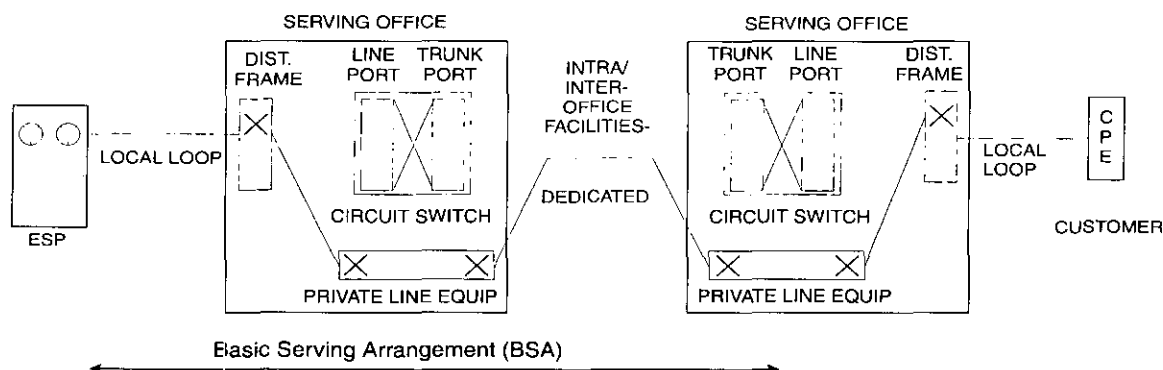 SERVING OFFICE
DIST.
FRAME
LINE
PORT
TRUNK
PORT
LOCAL LOOP
ESP
CIRCUIT SWITCH
PRIVATE LINE EQUIP
INTRA/
INTER-
OFFICE
FACILITIES-
DEDICATED
SERVING OFFICE
TRUNK
PORT
LINE
PORT
DIST.
FRAME
CIRCUIT SWITCH
PRIVATE LINE EQUIP
LOCAL
LOOP
C
P
E
CUSTOMER
Basic Serving Arrangement (BSA)